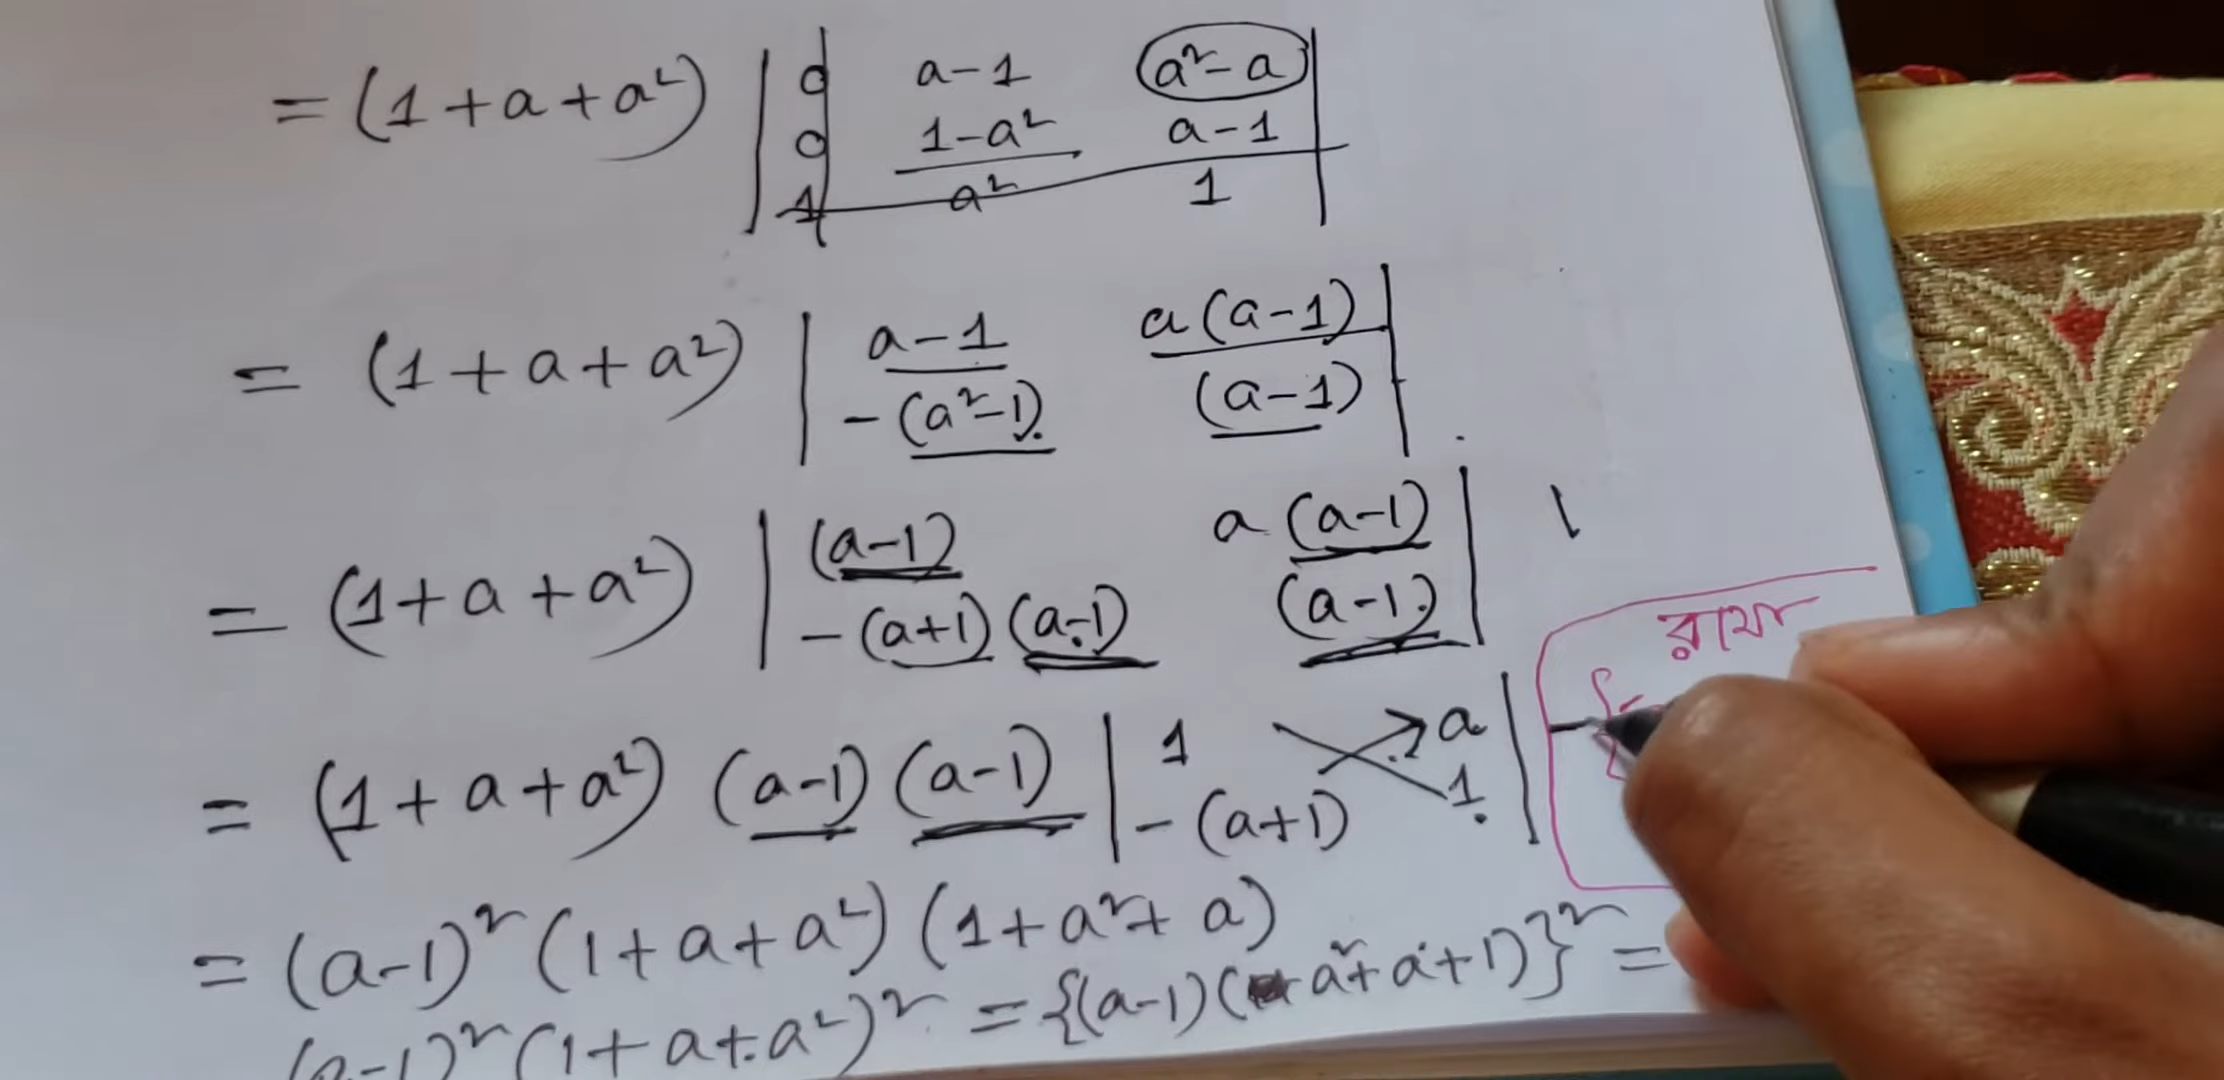 = (1+a+a²) | 0 a-1 a²-a |
0 1-a² a-1
1 a² 1
= (1+a+a²) | a-1 a(a-1) |
-(a²-1) (a-1)
= (1+a+a²) | (a-1) a(a-1) |
-(a+1)(a-1) (a-1)
= (1+a+a²) (a-1) (a-1) | 1 a |
-(a+1) 1
= (a-1)² (1+a+a²) (1+a²+a)
(a-1)² (1+a+a²)² = {(a-1)(a²+a+1)}² =